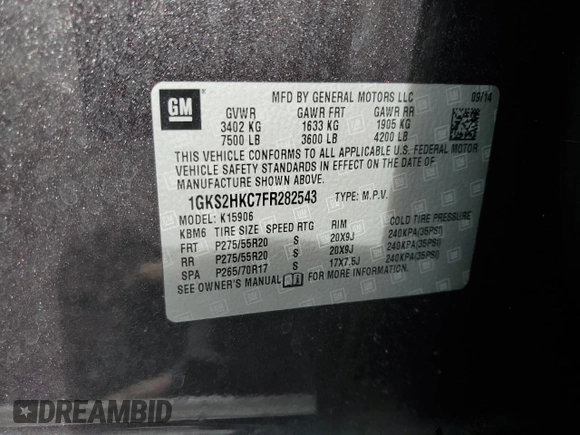 GM
MFD BY GENERAL MOTORS LLC 09/14
GVWR GAWR FRT GAWR RR
3402 KG 1633 KG 1905 KG
7500 LB 3600 LB 4200 LB
THIS VEHICLE CONFORMS TO ALL APPLICABLE U.S. FEDERAL MOTOR
VEHICLE SAFETY STANDARDS IN EFFECT ON THE DATE OF
MANUFACTURE SHOWN ABOVE.
1GKS2HKC7FR282543 TYPE: M.P.V.
MODEL: K15906
KBM6 TIRE SIZE SPEED RTG RIM COLD TIRE PRESSURE
FRT P275/55R20 S 20X9J 240KPA(35PSI)
RR P275/55R20 S 20X9J 240KPA(35PSI)
SPA P265/70R17 S 17X7.5J 240KPA(35PSI)
SEE OWNER'S MANUAL FOR MORE INFORMATION.
DREAMBID